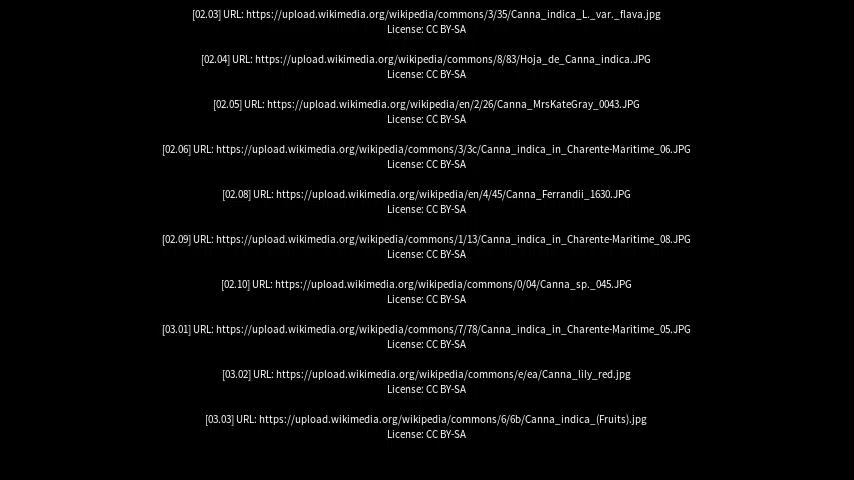 [02.03] URL: https://upload.wikimedia.org/wikipedia/commons/3/35/Canna_indica_L._var._flava.jpg
License: CC BY-SA
[02.04] URL: https://upload.wikimedia.org/wikipedia/commons/8/83/Hoja_de_Canna_indica.JPG
License: CC BY-SA
[02.05] URL: https://upload.wikimedia.org/wikipedia/en/2/26/Canna_MrsKateGray_0043.JPG
License: CC BY-SA
[02.06] URL: https://upload.wikimedia.org/wikipedia/commons/3/3c/Canna_indica_in_Charente-Maritime_06.JPG
License: CC BY-SA
[02.08] URL: https://upload.wikimedia.org/wikipedia/en/4/45/Canna_Ferrandii_1630.JPG
License: CC BY-SA
[02.09] URL: https://upload.wikimedia.org/wikipedia/commons/1/13/Canna_indica_in_Charente-Maritime_08.JPG
License: CC BY-SA
[02.10] URL: https://upload.wikimedia.org/wikipedia/commons/0/04/Canna_sp._045.JPG
License: CC BY-SA
[03.01] URL: https://upload.wikimedia.org/wikipedia/commons/7/78/Canna_indica_in_Charente-Maritime_05.JPG
License: CC BY-SA
[03.02] URL: https://upload.wikimedia.org/wikipedia/commons/e/ea/Canna_lily_red.jpg
License: CC BY-SA
[03.03] URL: https://upload.wikimedia.org/wikipedia/commons/6/6b/Canna_indica_(Fruits).jpg
License: CC BY-SA